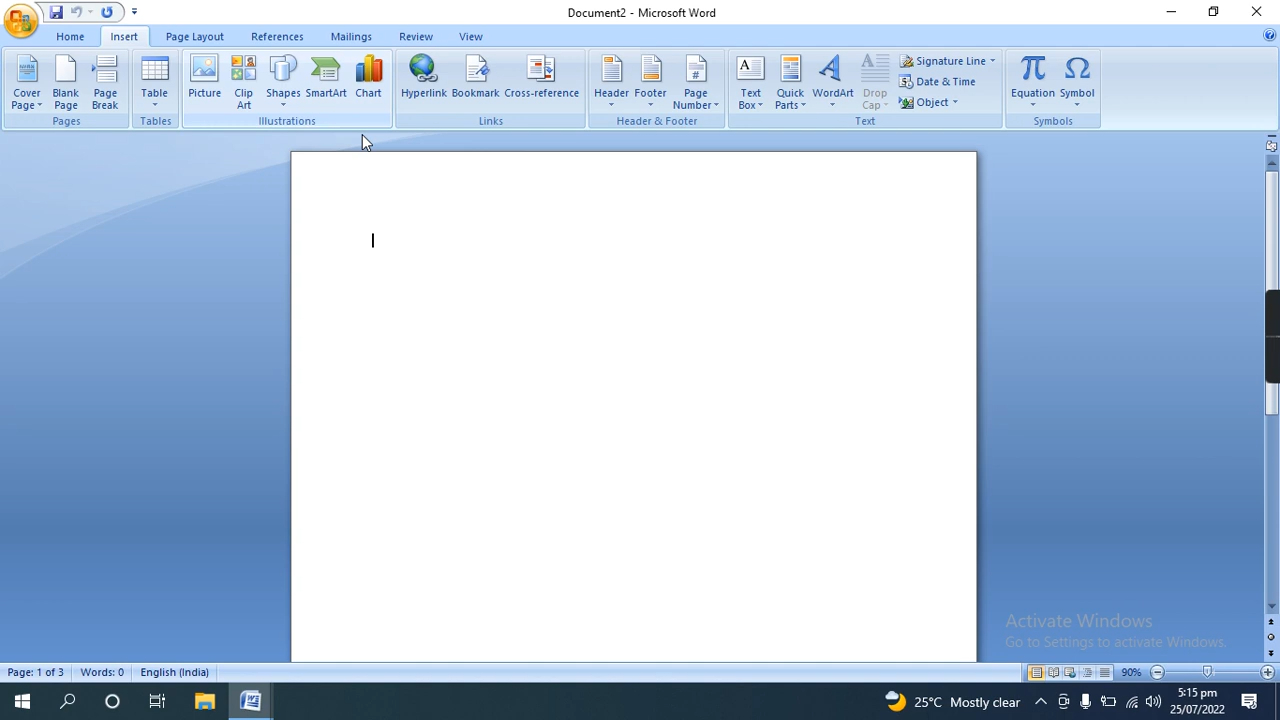 Document2 - Microsoft Word
Home Insert Page Layout References Mailings Review View
Cover Page Blank Page Page Break Table Picture Clip Art Shapes SmartArt Chart Hyperlink Bookmark Cross-reference Header Footer Page Number Text Box Quick Parts WordArt Drop Cap Signature Line Equation Symbol
Date & Time
Object
Pages Tables Illustrations Links Header & Footer Text Symbols
Activate Windows
Go to Settings to activate Windows.
Page: 1 of 3 Words: 0 English (India) 90%
25°C Mostly clear 5:15 pm
25/07/2022